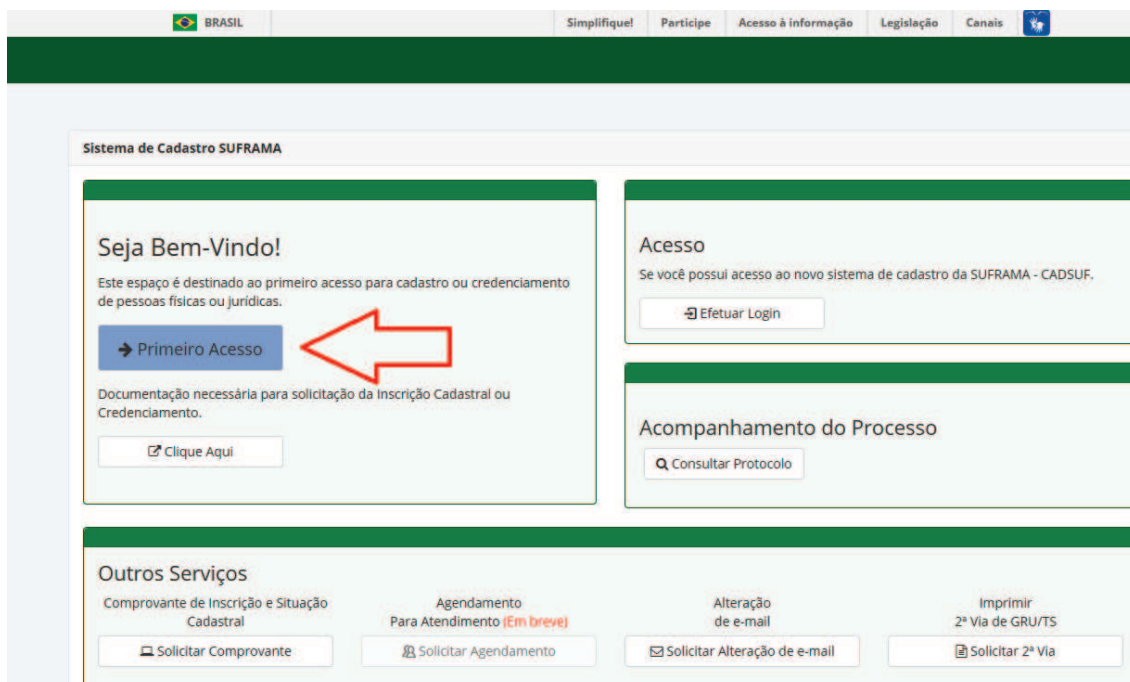 BRASIL
Simplifique!
Participe
Acesso à informação
Legislação
Canais
Sistema de Cadastro SUFRAMA
Seja Bem-Vindo!
Este espaço é destinado ao primeiro acesso para cadastro ou credenciamento
de pessoas físicas ou jurídicas.
Primeiro Acesso
Documentação necessária para solicitação da Inscrição Cadastral ou
Credenciamento.
Clique Aqui
Acesso
Se você possui acesso ao novo sistema de cadastro da SUFRAMA - CADSUF.
Efetuar Login
Acompanhamento do Processo
Consultar Protocolo
Outros Serviços
Comprovante de Inscrição e Situação
Cadastral
Solicitar Comprovante
Agendamento
Para Atendimento (Em breve)
Solicitar Agendamento
Alteração
de e-mail
Solicitar Alteração de e-mail
Imprimir
2ª Via de GRU/TS
Solicitar 2ª Via